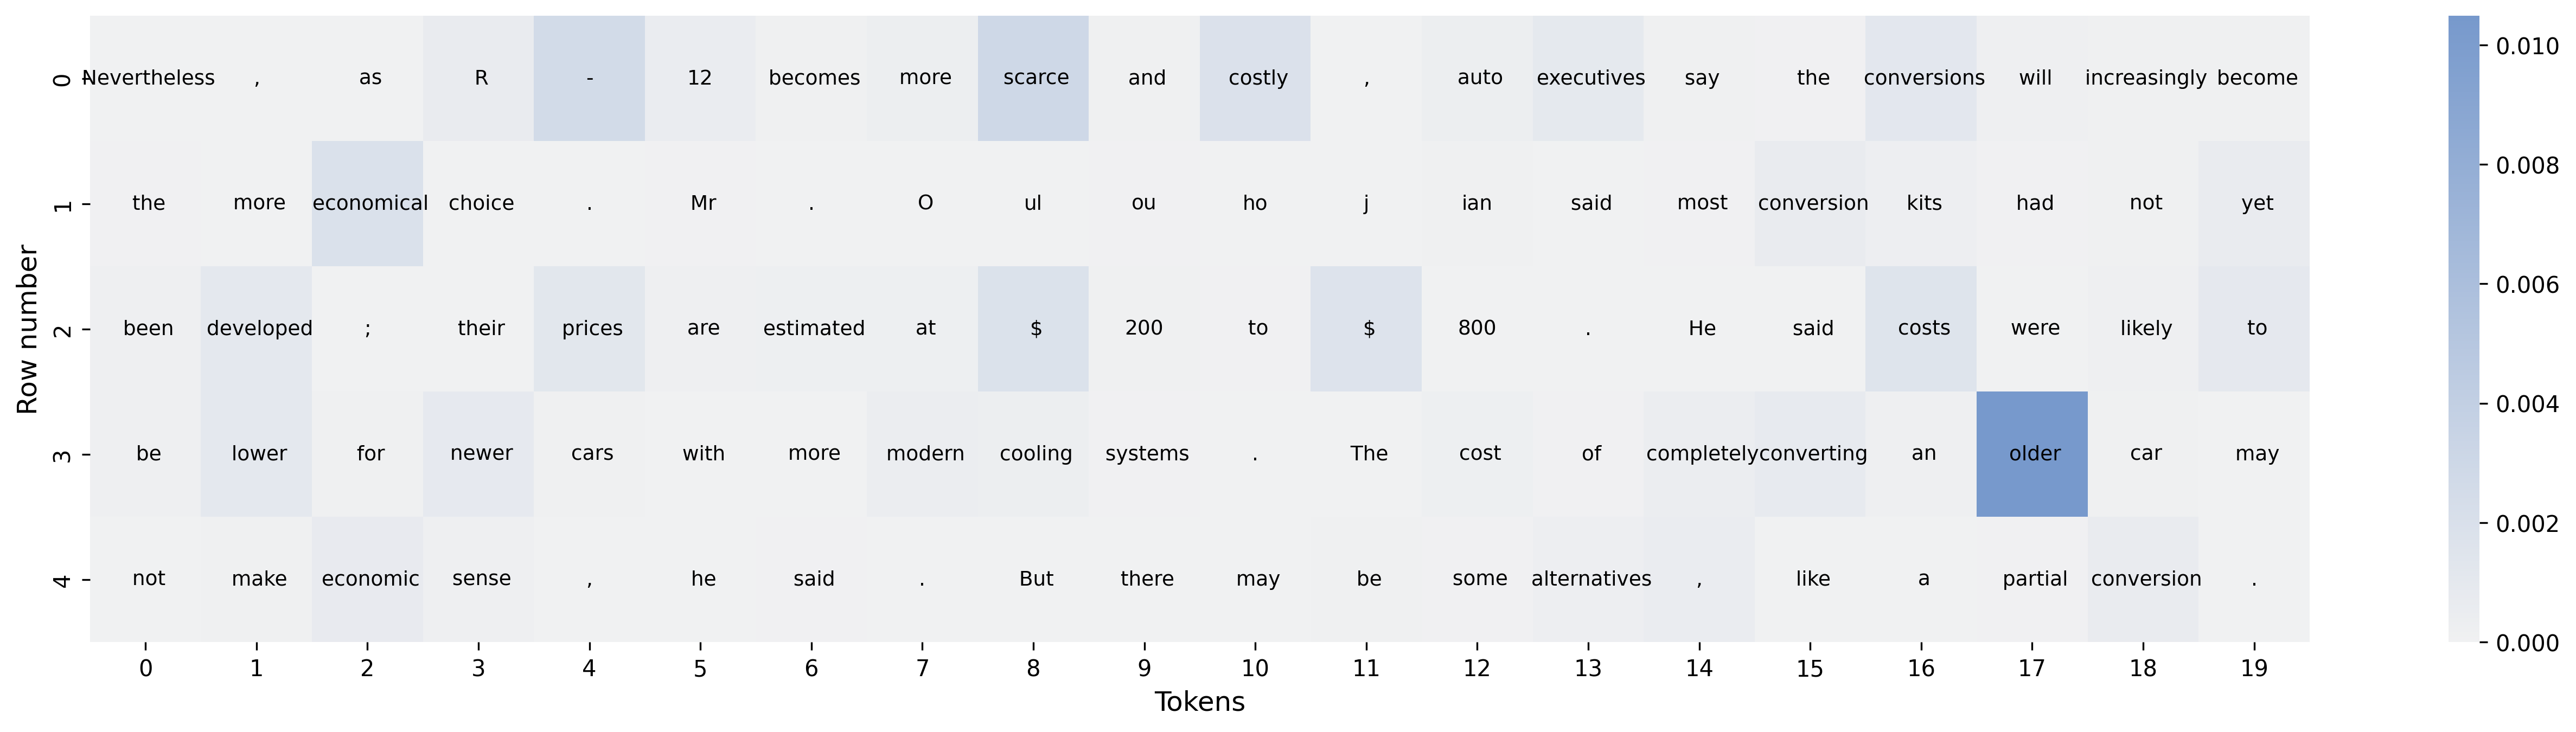 0 Nevertheless , as R - 12 becomes more scarce and costly , auto executives say the conversions will increasingly become
1 the more economical choice . Mr . O ul ou ho j ian said most conversion kits had not yet
2 been developed ; their prices are estimated at $ 200 to $ 800 . He said costs were likely to
3 be lower for newer cars with more modern cooling systems . The cost of completely converting an older car may
4 not make economic sense , he said . But there may be some alternatives , like a partial conversion .
0 1 2 3 4 5 6 7 8 9 10 11 12 13 14 15 16 17 18 19
Tokens
Row number
0.010
0.008
0.006
0.004
0.002
0.000